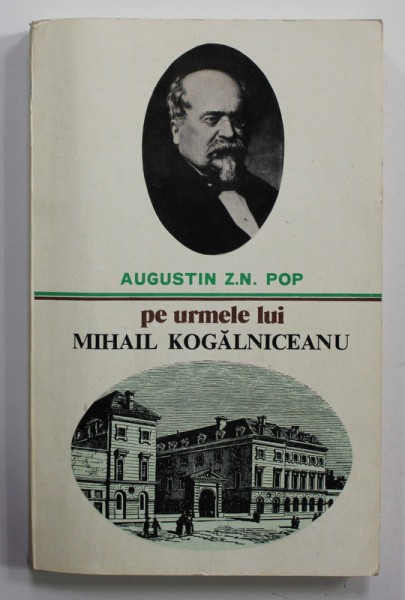 AUGUSTIN Z.N. POP
pe urmele lui
MIHAIL KOGĂLNICEANU